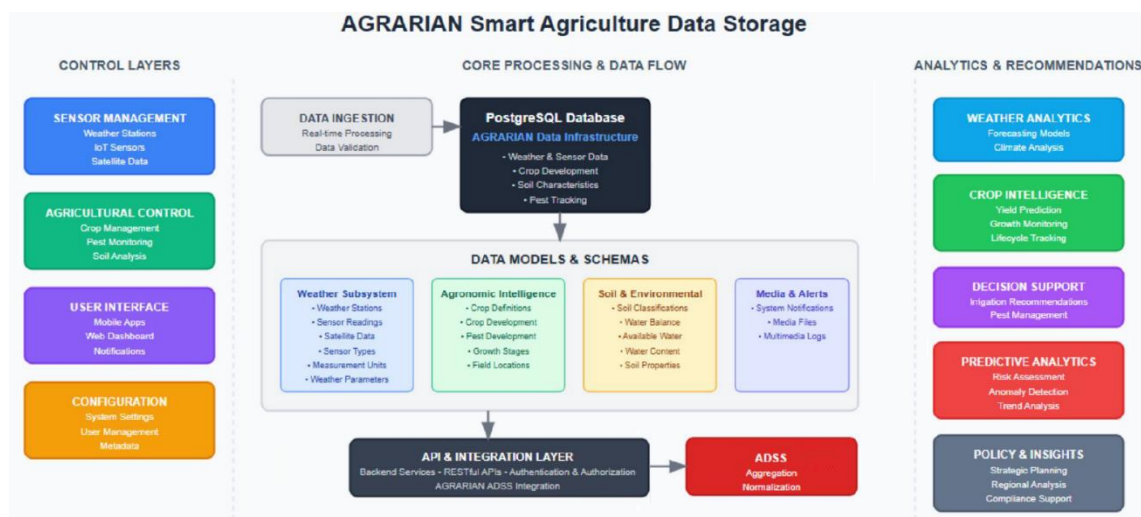 AGRARIAN Smart Agriculture Data Storage
CONTROL LAYERS
SENSOR MANAGEMENT
Weather Stations
IoT Sensors
Satellite Data
AGRICULTURAL CONTROL
Crop Management
Pest Monitoring
Soil Analysis
USER INTERFACE
Mobile Apps
Web Dashboard
Notifications
CONFIGURATION
System Settings
User Management
Metadata
CORE PROCESSING & DATA FLOW
DATA INGESTION
Real-time Processing
Data Validation
PostgreSQL Database
AGRARIAN Data Infrastructure
• Weather & Sensor Data
• Crop Development
• Soil Characteristics
• Pest Tracking
DATA MODELS & SCHEMAS
Weather Subsystem
• Weather Stations
• Sensor Readings
• Satellite Data
• Sensor Types
• Measurement Units
• Weather Parameters
Agronomic Intelligence
• Crop Definitions
• Crop Development
• Pest Development
• Growth Stages
• Field Locations
Soil & Environmental
• Soil Classifications
• Water Balance
• Available Water
• Water Content
• Soil Properties
Media & Alerts
• System Notifications
• Media Files
• Multimedia Logs
API & INTEGRATION LAYER
Backend Services - RESTful APIs - Authentication & Authorization
AGRARIAN ADSS Integration
ADSS
Aggregation
Normalization
ANALYTICS & RECOMMENDATIONS
WEATHER ANALYTICS
Forecasting Models
Climate Analysis
CROP INTELLIGENCE
Yield Prediction
Growth Monitoring
Lifecycle Tracking
DECISION SUPPORT
Irrigation Recommendations
Pest Management
PREDICTIVE ANALYTICS
Risk Assessment
Anomaly Detection
Trend Analysis
POLICY & INSIGHTS
Strategic Planning
Regional Analysis
Compliance Support